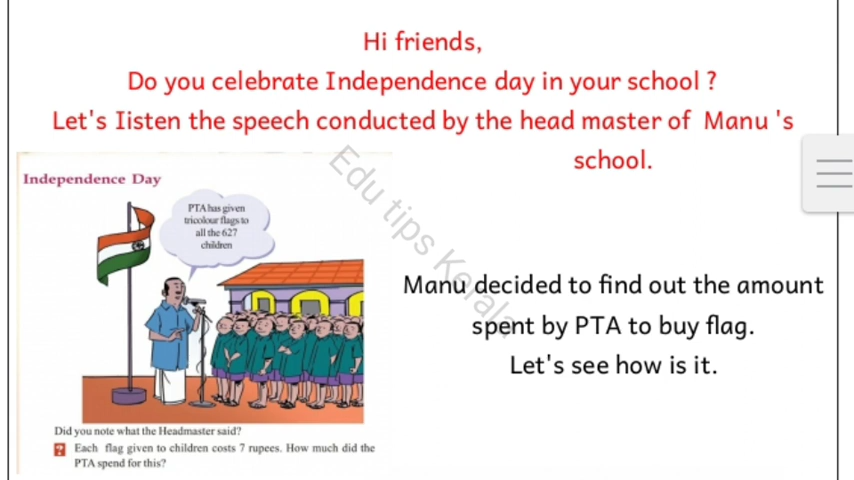 Hi friends,
Do you celebrate Independence day in your school ?
Let's Iisten the speech conducted by the head master of Manu 's
school.
Independence Day
PTA has given
tricolour flags to
all the 627
children
Edu tips Kerala
Manu decided to find out the amount
spent by PTA to buy flag.
Let's see how is it.
Did you note what the Headmaster said?
? Each flag given to children costs 7 rupees. How much did the
PTA spend for this?